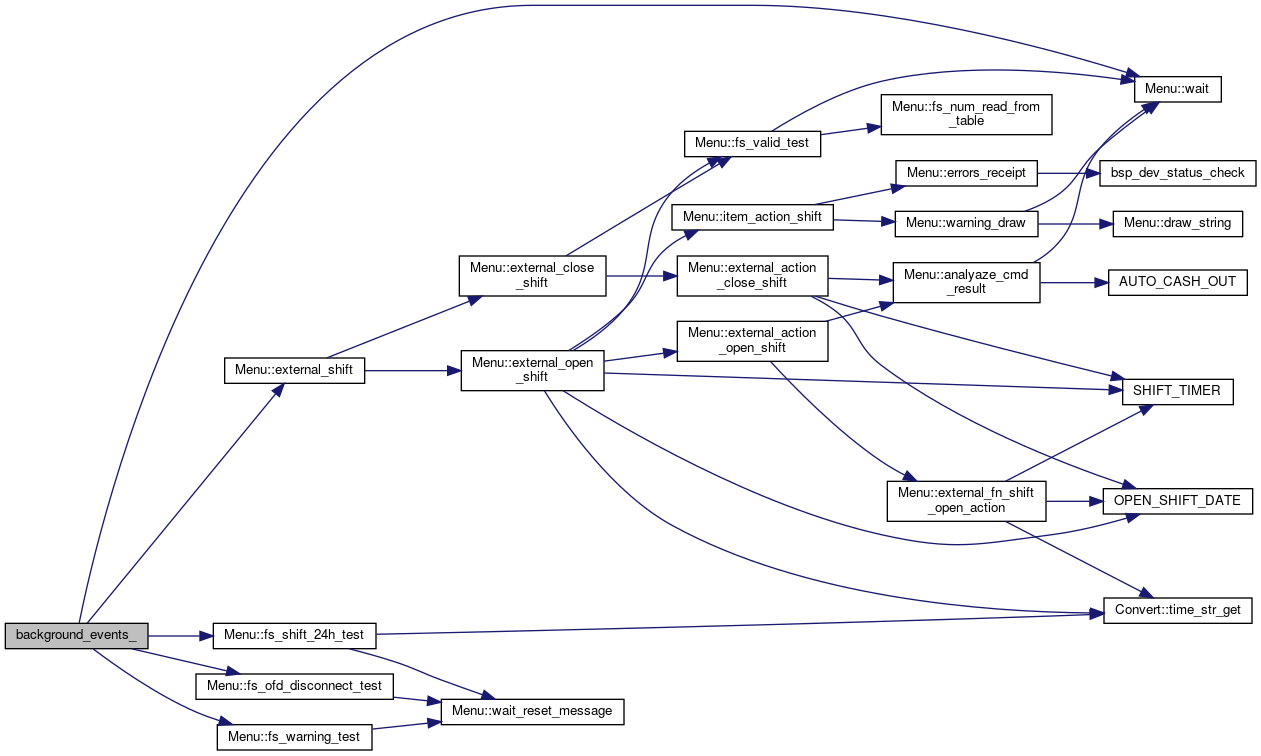 Menu::wait
Menu::fs_num_read_from
_table
Menu::fs_valid_test
Menu::errors_receipt
bsp_dev_status_check
Menu::item_action_shift
Menu::warning_draw
Menu::draw_string
Menu::external_close
_shift
Menu::external_action
_close_shift
Menu::analyaze_cmd
_result
AUTO_CASH_OUT
Menu::external_action
_open_shift
Menu::external_shift
Menu::external_open
_shift
SHIFT_TIMER
Menu::external_fn_shift
_open_action
OPEN_SHIFT_DATE
Convert::time_str_get
background_events_
Menu::fs_shift_24h_test
Menu::fs_ofd_disconnect_test
Menu::wait_reset_message
Menu::fs_warning_test